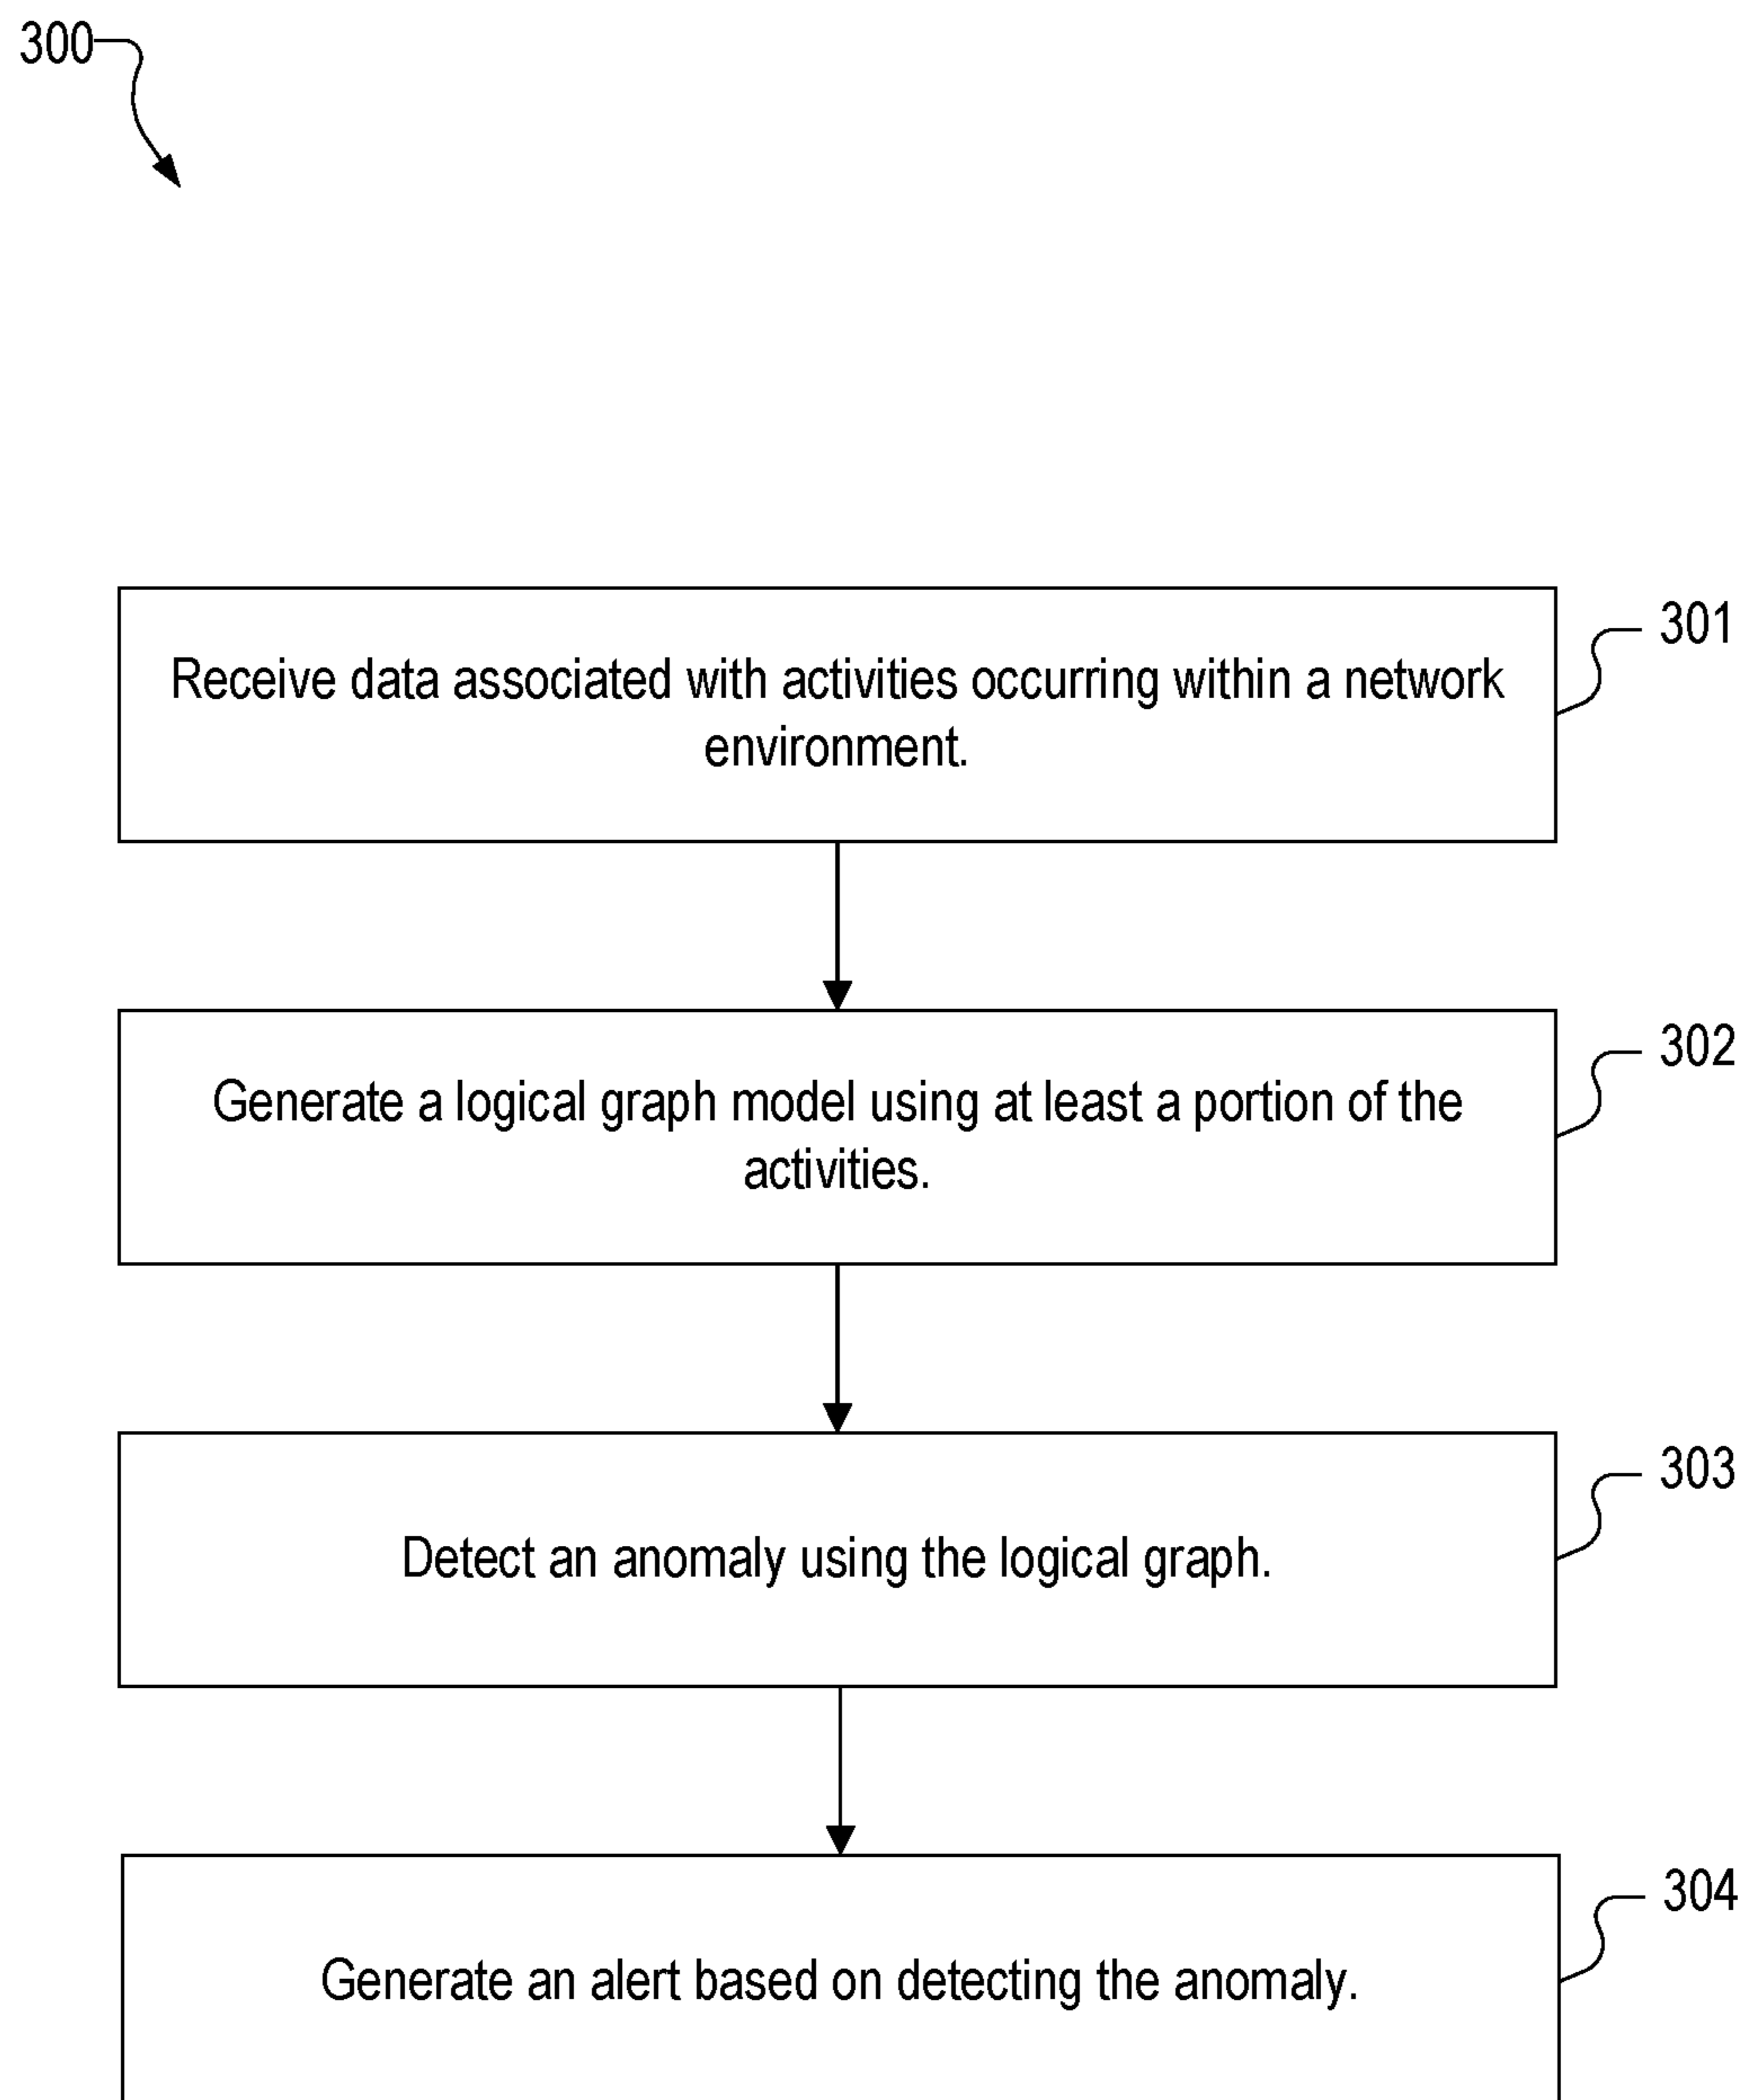 300
301
Receive data associated with activities occurring within a network
environment.
302
Generate a logical graph model using at least a portion of the
activities.
303
Detect an anomaly using the logical graph.
304
Generate an alert based on detecting the anomaly.